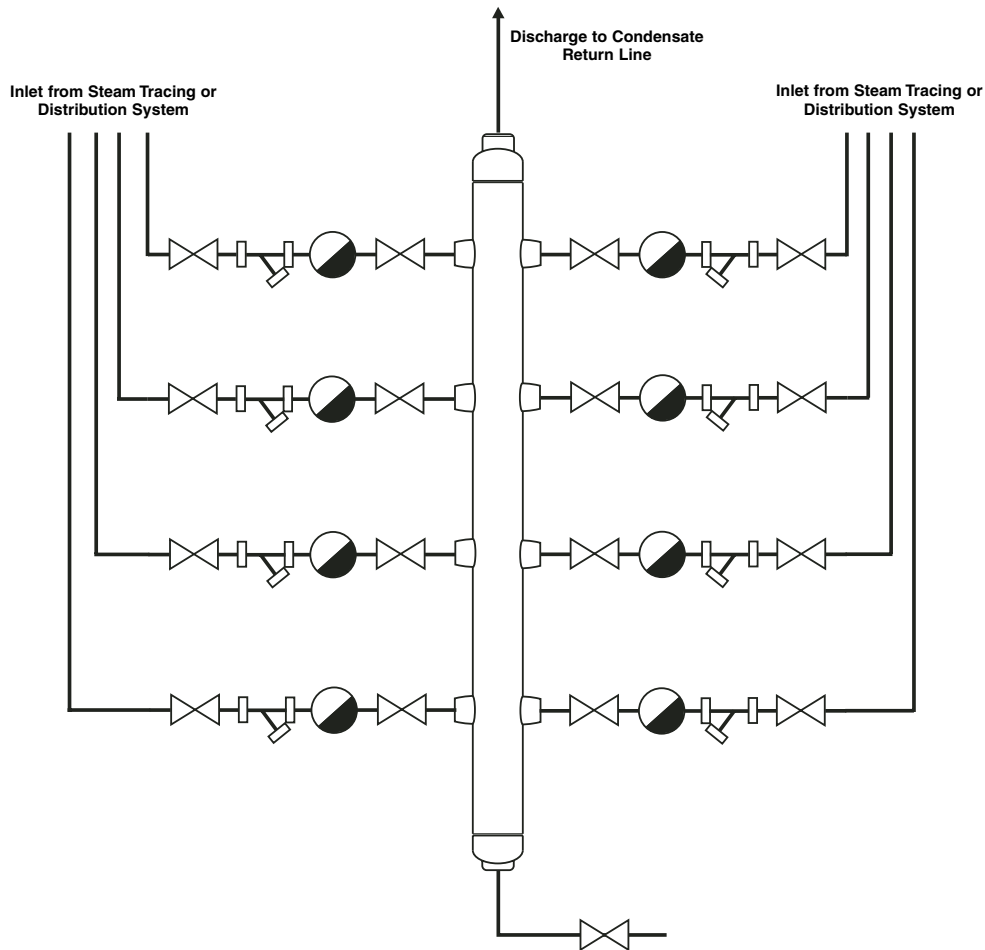 Discharge to Condensate
Return Line
Inlet from Steam Tracing or
Distribution System
Inlet from Steam Tracing or
Distribution System